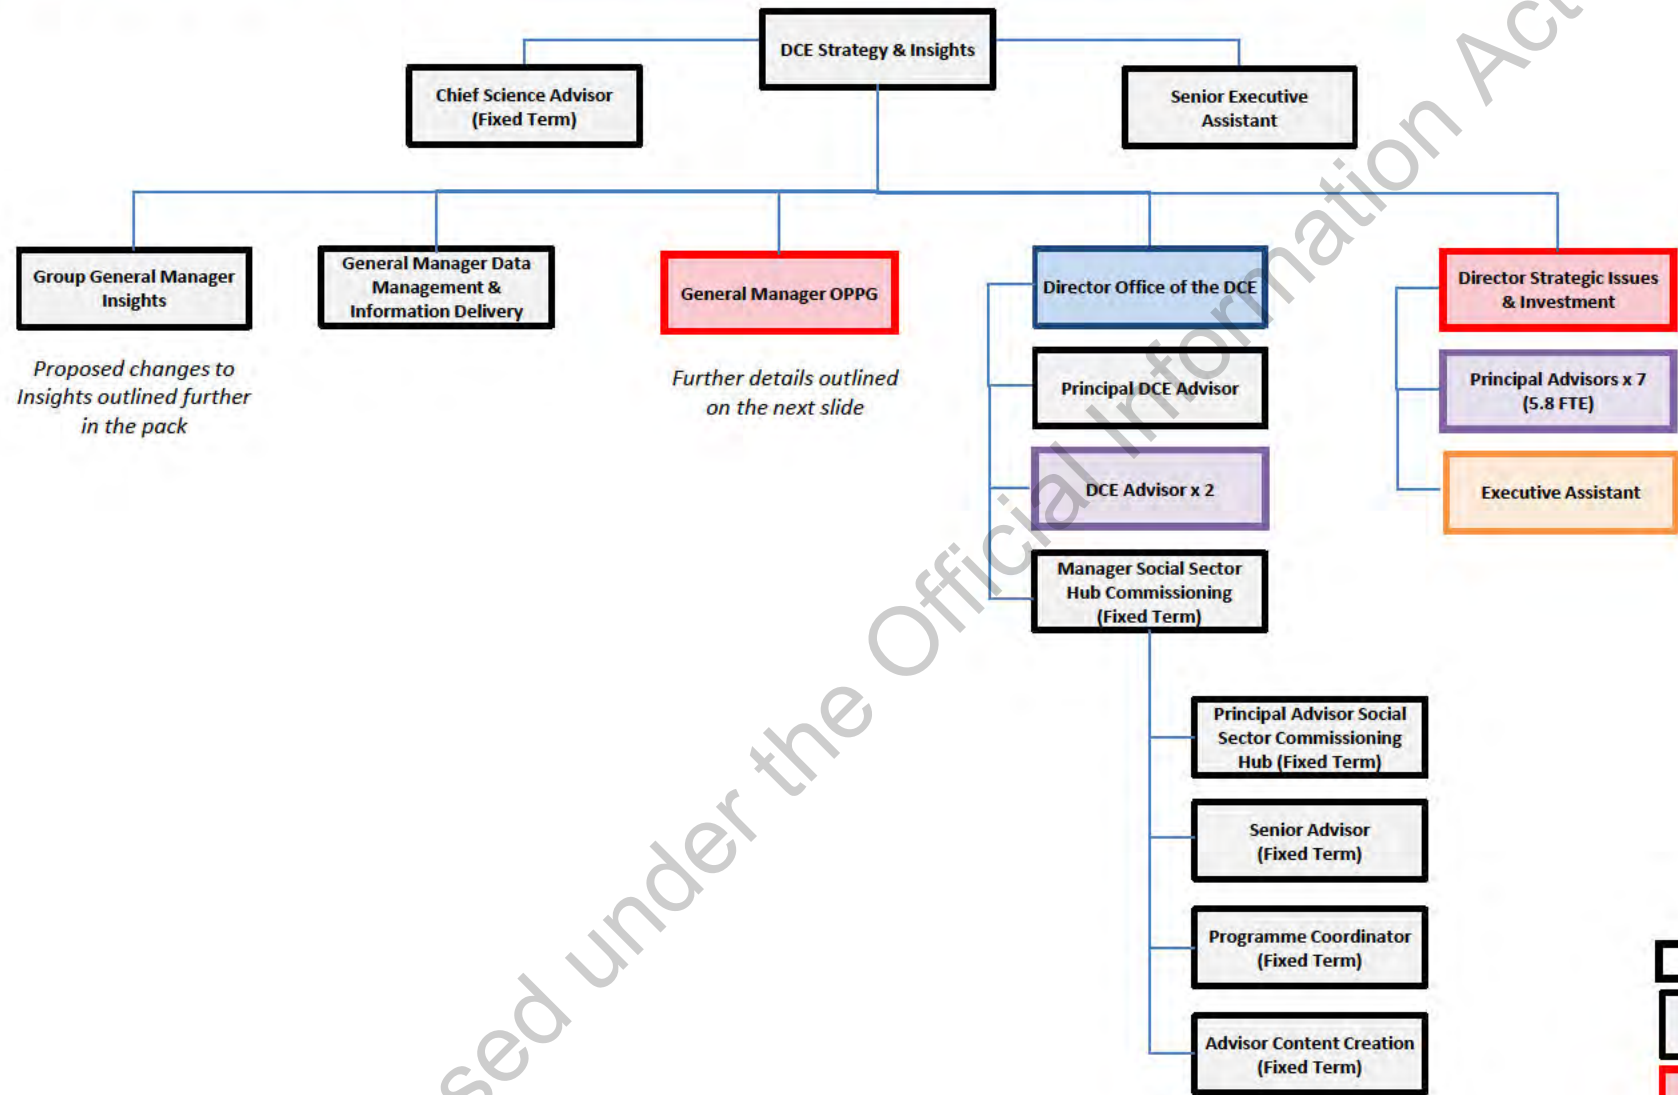 DCE Strategy & Insights
Chief Science Advisor
(Fixed Term)
Senior Executive
Assistant
Group General Manager
Insights
General Manager Data
Management &
Information Delivery
General Manager OPPG
Director Office of the DCE
Director Strategic Issues
& Investment
Proposed changes to
Insights outlined further
in the pack
Further details outlined
on the next slide
Principal DCE Advisor
Principal Advisors x 7
(5.8 FTE)
DCE Advisor x 2
Executive Assistant
Manager Social Sector
Hub Commissioning
(Fixed Term)
Principal Advisor Social
Sector Commissioning
Hub (Fixed Term)
Senior Advisor
(Fixed Term)
Programme Coordinator
(Fixed Term)
Advisor Content Creation
(Fixed Term)
sed under the Official Information Act